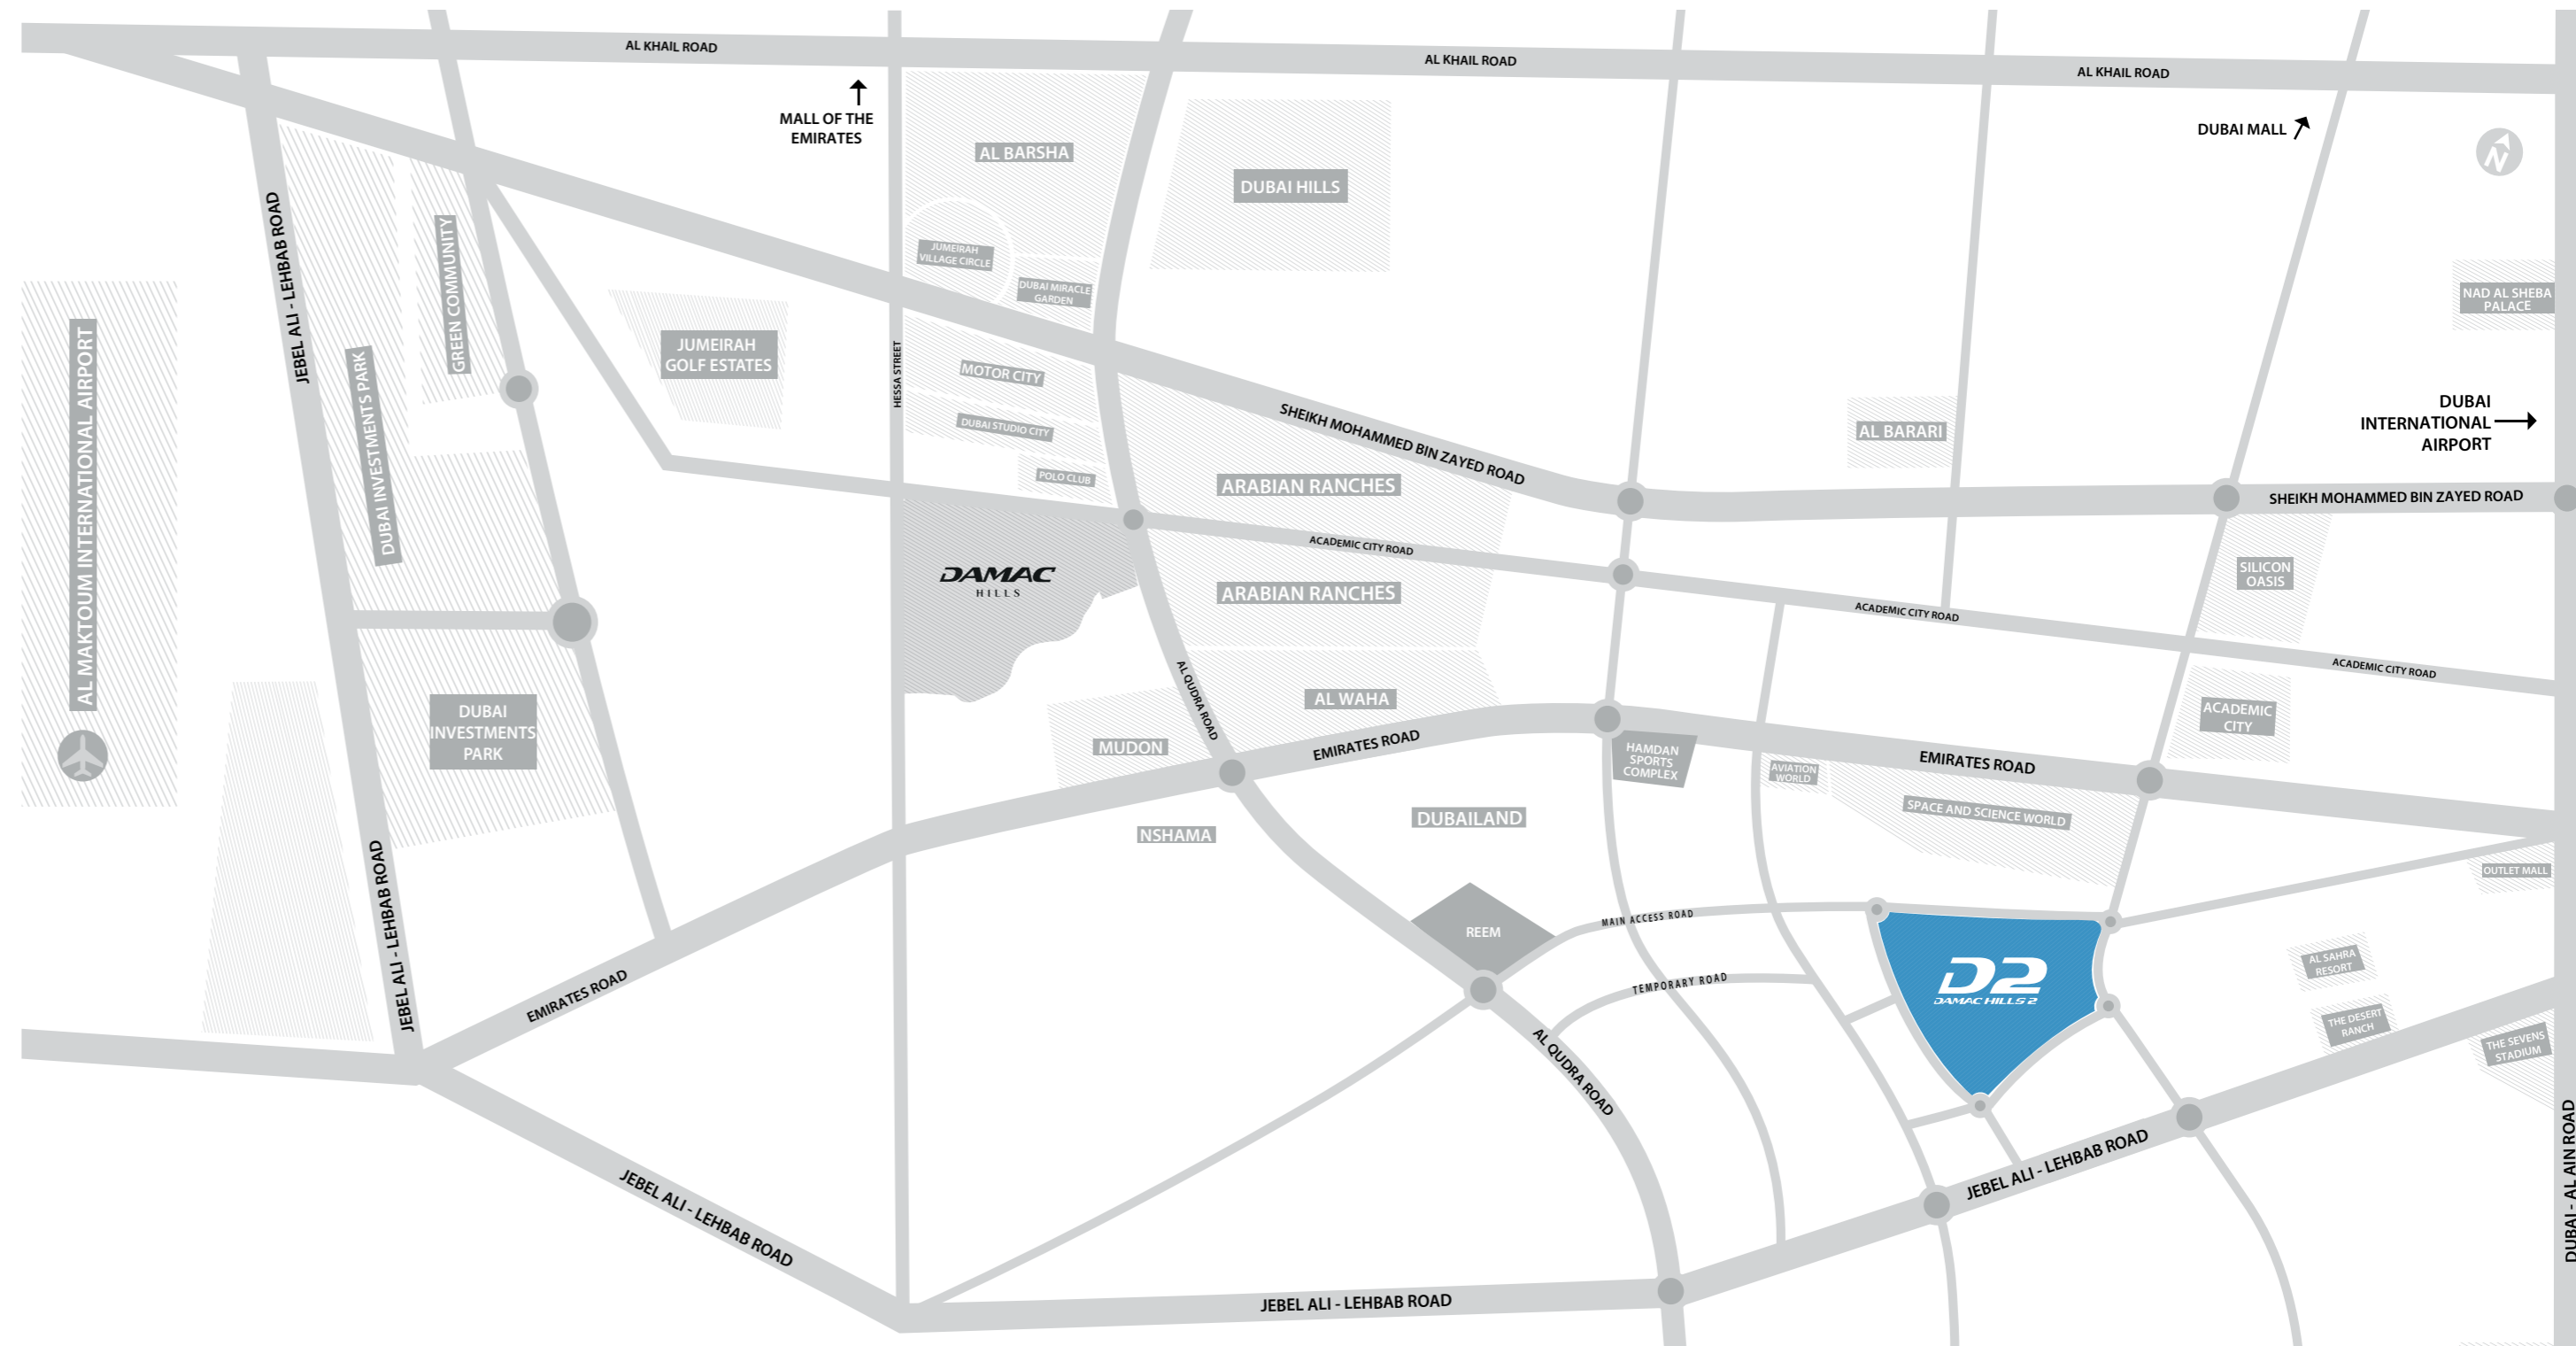 AL KHAIL ROAD
AL KHAIL ROAD
AL KHAIL ROAD
MALL OF THE
EMIRATES
DUBAI MALL
N
AL BARSHA
DUBAI HILLS
JEBEL ALI - LEHBAB ROAD
GREEN COMMUNITY
JUMEIRAH
VILLAGE CIRCLE
DUBAI MIRACLE
GARDEN
NAD AL SHEBA
PALACE
AL MAKTOUM INTERNATIONAL AIRPORT
DUBAI INVESTMENTS PARK
JUMEIRAH
GOLF ESTATES
HESSA STREET
MOTOR CITY
DUBAI STUDIO CITY
POLO CLUB
SHEIKH MOHAMMED BIN ZAYED ROAD
AL BARARI
DUBAI
INTERNATIONAL
AIRPORT
ARABIAN RANCHES
SHEIKH MOHAMMED BIN ZAYED ROAD
ACADEMIC CITY ROAD
DAMAC
HILLS
ARABIAN RANCHES
SILICON
OASIS
ACADEMIC CITY ROAD
ACADEMIC CITY ROAD
AL QUDRA ROAD
AL WAHA
DUBAI
INVESTMENTS
PARK
MUDON
EMIRATES ROAD
HAMDAN
SPORTS
COMPLEX
AVIATION
WORLD
EMIRATES ROAD
ACADEMIC
CITY
SPACE AND SCIENCE WORLD
NSHAMA
DUBAILAND
OUTLET MALL
JEBEL ALI - LEHBAB ROAD
REEM
MAIN ACCESS ROAD
TEMPORARY ROAD
D2
DAMAC HILLS 2
AL SAHRA
RESORT
THE DESERT
RANCH
THE SEVENS
STADIUM
EMIRATES ROAD
AL QUDRA ROAD
JEBEL ALI - LEHBAB ROAD
JEBEL ALI - LEHBAB ROAD
JEBEL ALI - LEHBAB ROAD
DUBAI - AL AIN ROAD